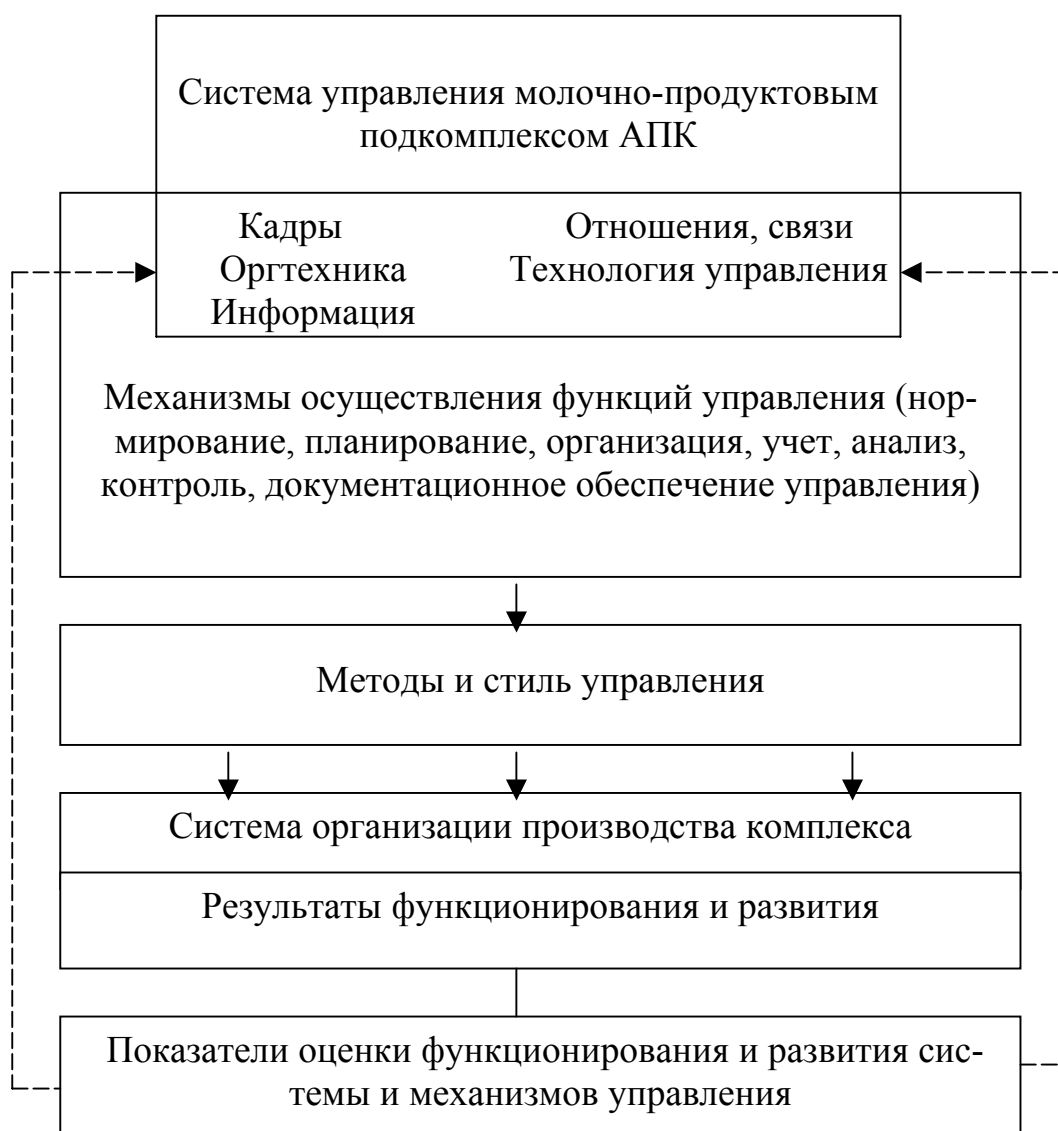 Система управления молочно-продуктовым
подкомплексом АПК
Кадры Отношения, связи
Оргтехника Технология управления
Информация
Механизмы осуществления функций управления (нор-
мирование, планирование, организация, учет, анализ,
контроль, документационное обеспечение управления)
Методы и стиль управления
Система организации производства комплекса
Результаты функционирования и развития
Показатели оценки функционирования и развития сис-
темы и механизмов управления